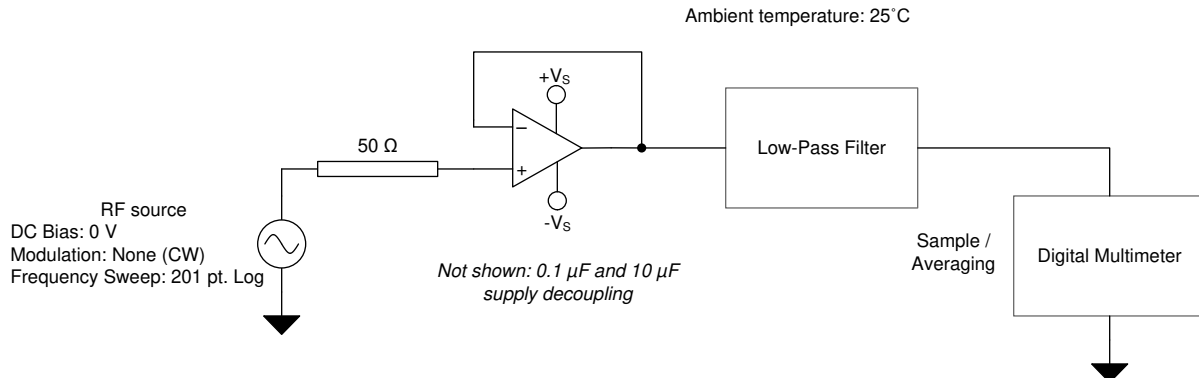 Ambient temperature: 25˚C
+VS
−
50 Ω
+
Low-Pass Filter
-VS
RF source
DC Bias: 0 V
Modulation: None (CW)
Frequency Sweep: 201 pt. Log
Not shown: 0.1 µF and 10 µF
supply decoupling
Sample /
Averaging
Digital Multimeter